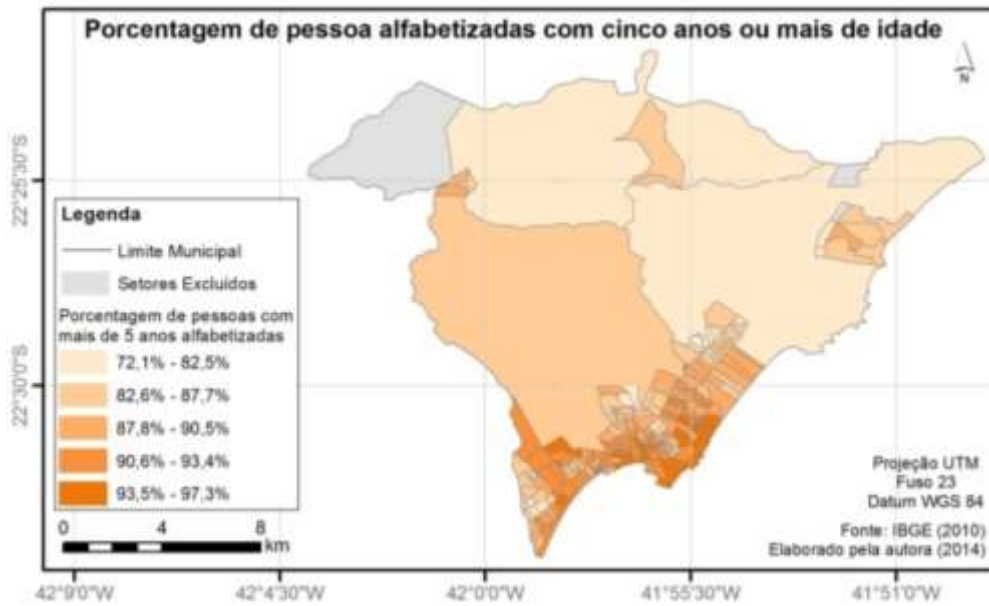 Porcentagem de pessoa alfabetizadas com cinco anos ou mais de idade
N
22°25'30"S
22°30'0"S
Legenda
Limite Municipal
Setores Excluídos
Porcentagem de pessoas com
mais de 5 anos alfabetizadas
72,1% - 82,5%
82,6% - 87,7%
87,8% - 90,5%
90,6% - 93,4%
93,5% - 97,3%
0 4 8
km
Projeção UTM
Fuso 23
Datum WGS 84
Fonte: IBGE (2010)
Elaborado pela autora (2014)
42°9'0"W 42°4'30"W 42°0'0"W 41°55'30"W 41°51'0"W